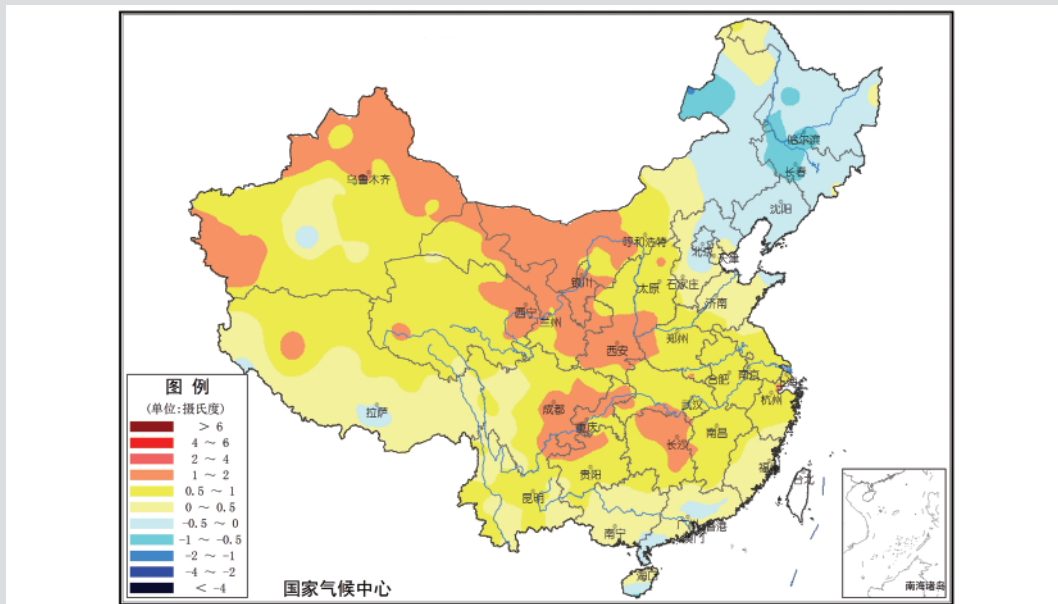 哈尔滨
长春
乌鲁木齐
沈阳
呼和浩特
北京
天津
银川
太原
石家庄
西宁
兰州
济南
西安
郑州
合肥
南京
上海
图 例
(单位:摄氏度)
> 6
4 ～ 6
2 ～ 4
1 ～ 2
0.5 ～ 1
0 ～ 0.5
-0.5 ～ 0
-1 ～ -0.5
-2 ～ -1
-4 ～ -2
< -4
拉萨
成都
重庆
武汉
杭州
长沙
南昌
贵阳
福州
台北
昆明
南宁
广州
香港
澳门
海口
国家气候中心
南海诸岛